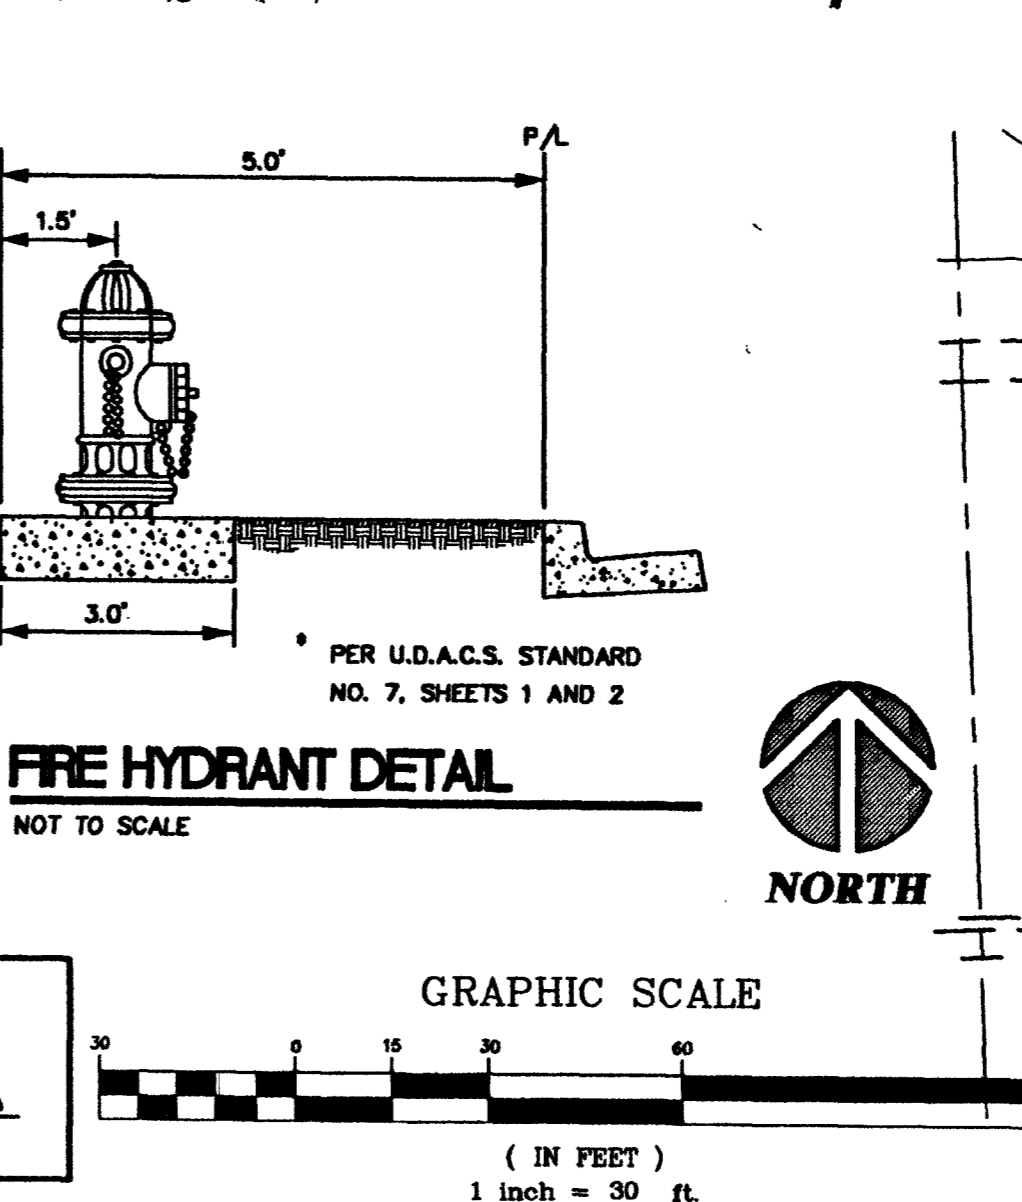 P/L
5.0'
1.5'
3.0'
* PER U.D.A.C.S. STANDARD
NO. 7, SHEETS 1 AND 2
FIRE HYDRANT DETAIL
NOT TO SCALE
NORTH
GRAPHIC SCALE
30 0 15 30 60
( IN FEET )
1 inch = 30 ft.